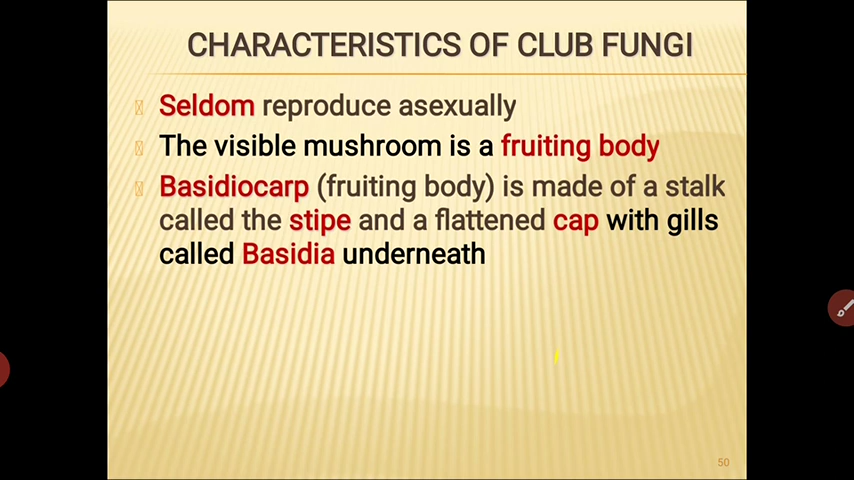 CHARACTERISTICS OF CLUB FUNGI
Seldom reproduce asexually
The visible mushroom is a fruiting body
Basidiocarp (fruiting body) is made of a stalk
called the stipe and a flattened cap with gills
called Basidia underneath
50